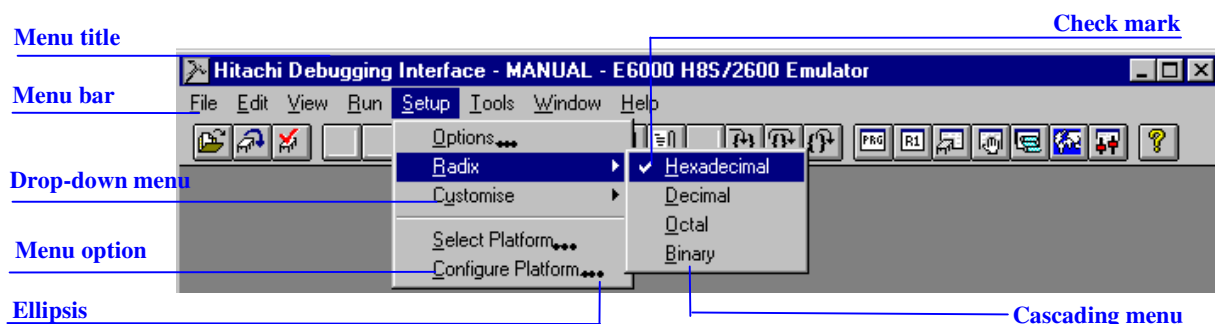 Check mark
Menu title
Hitachi Debugging Interface - MANUAL - E6000 H8S/2600 Emulator
Menu bar
File Edit View Run Setup Tools Window Help
PRG R1
Options...
Radix
Customise
Select Platform...
Configure Platform...
Hexadecimal
Decimal
Octal
Binary
Drop-down menu
Menu option
Ellipsis
Cascading menu